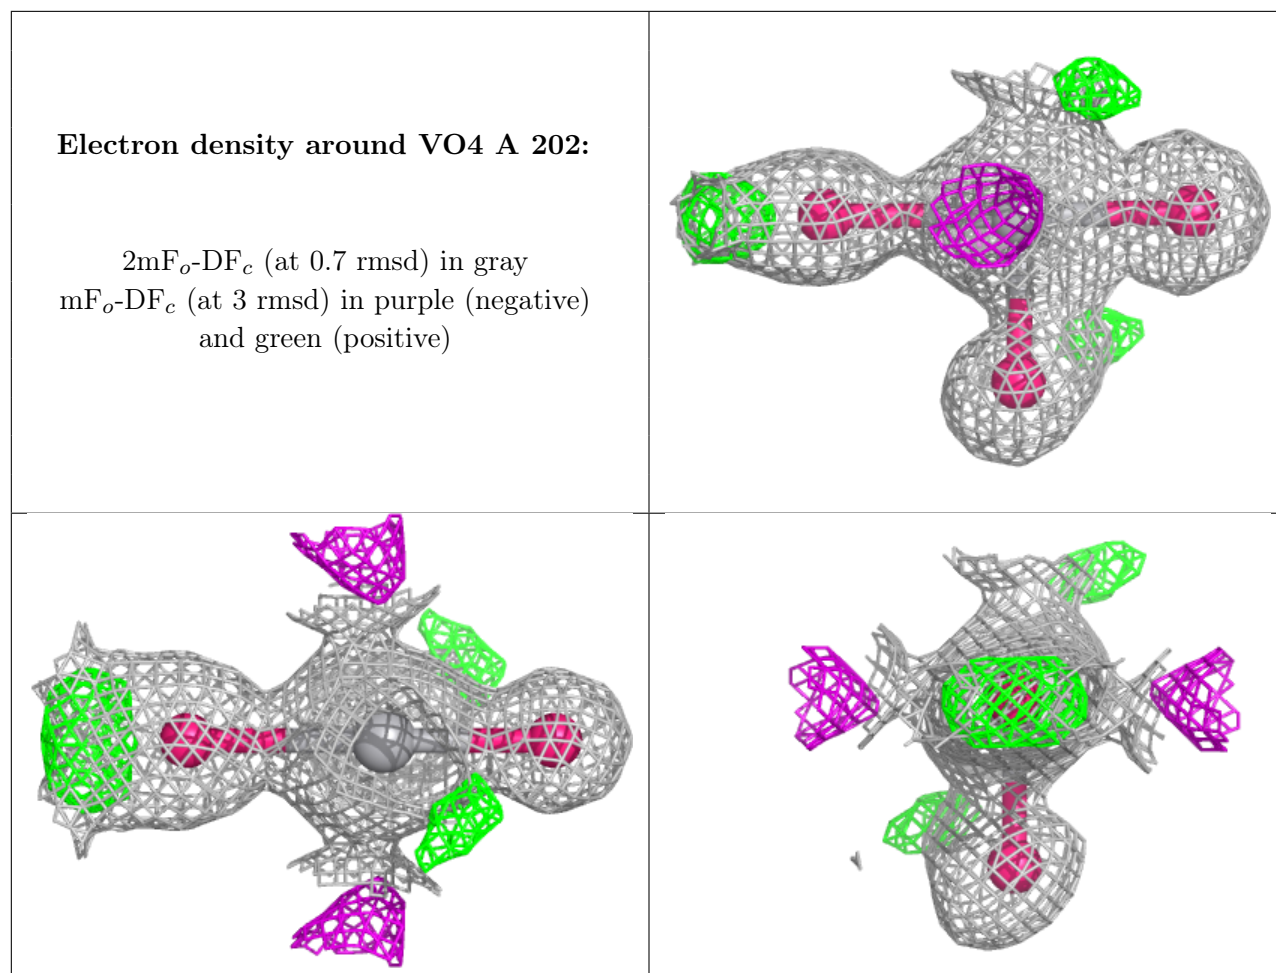 Electron density around VO4 A 202:
2mFo-DFc (at 0.7 rmsd) in gray
mFo-DFc (at 3 rmsd) in purple (negative)
and green (positive)